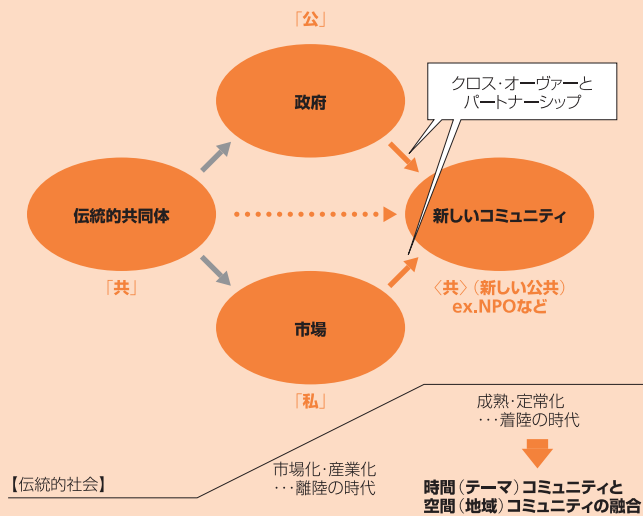 「公」
政府
クロス・オーヴァーと
パートナーシップ
伝統的共同体
新しいコミュニティ
「共」
〈共〉(新しい公共)
ex.NPOなど
市場
「私」
成熟・定常化
…着陸の時代
市場化・産業化
…離陸の時代
【伝統的社会】
時間(テーマ)コミュニティと
空間(地域)コミュニティの融合